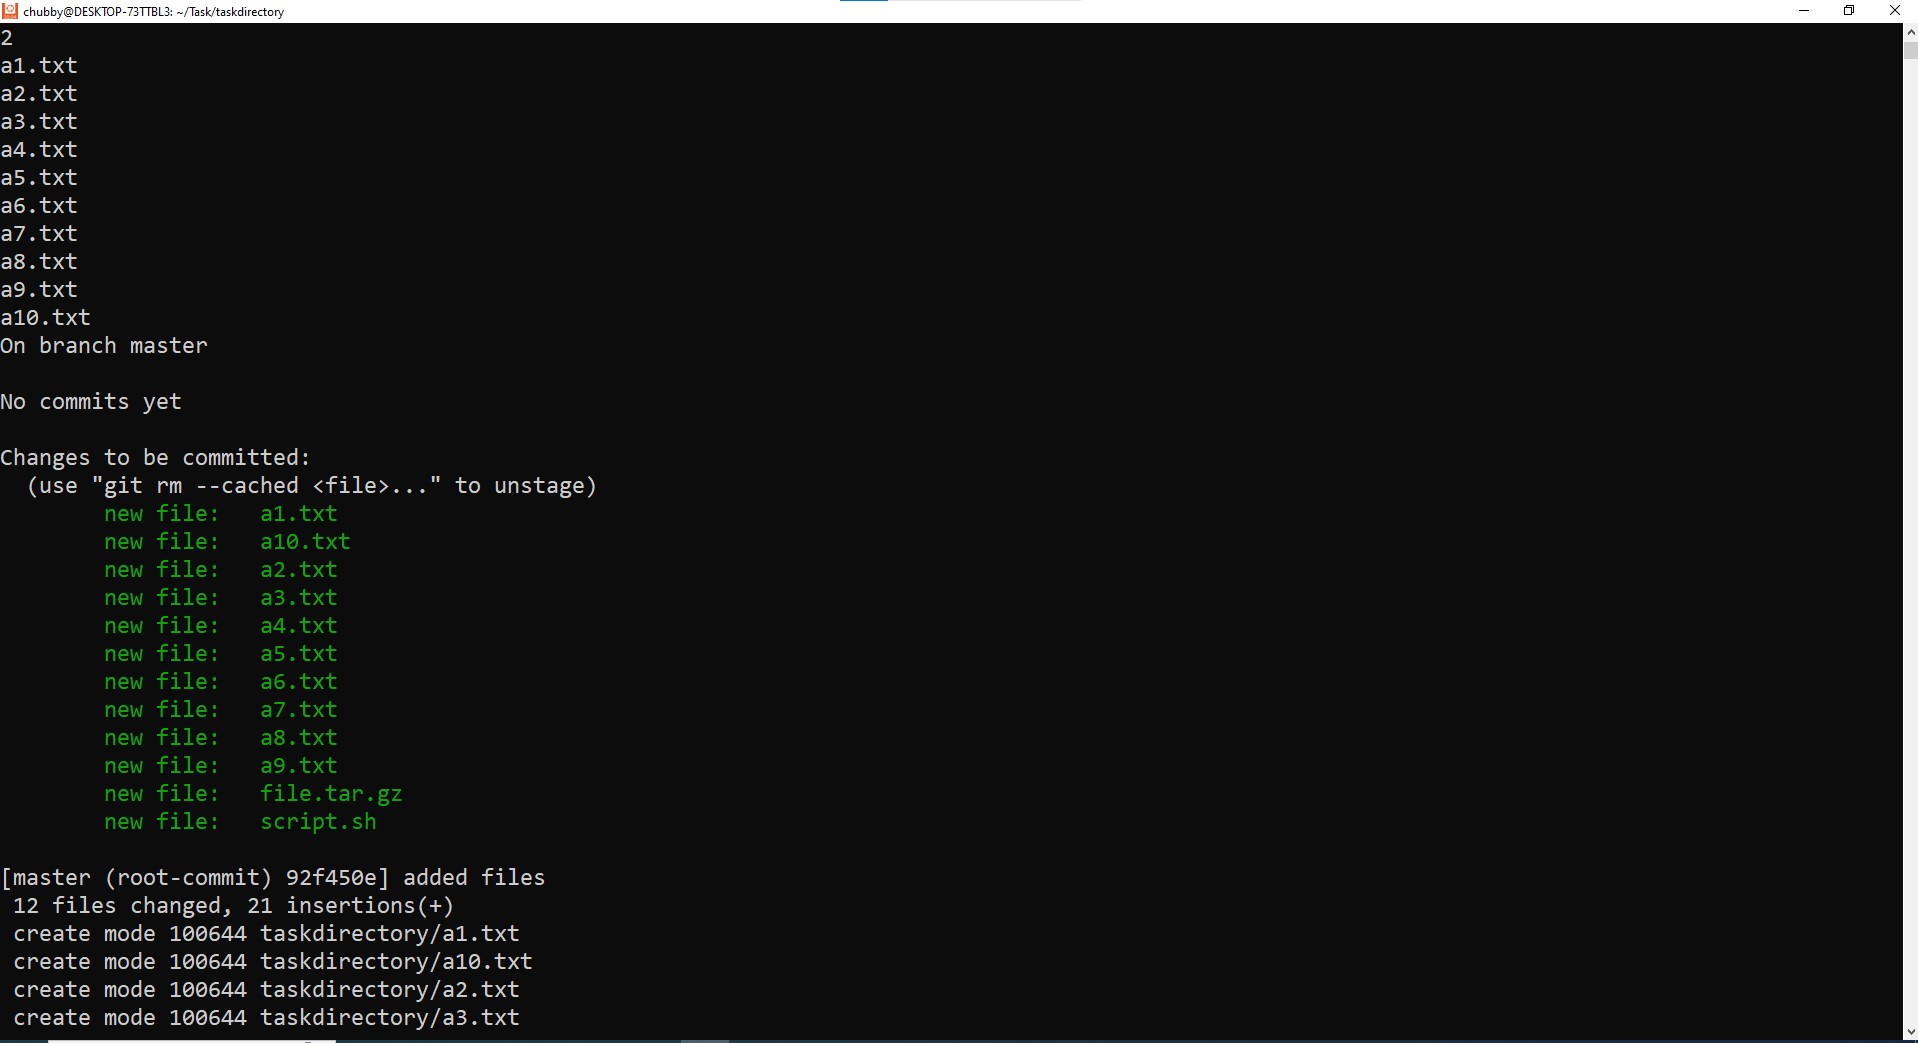 chubby@DESKTOP-73TTBL3: ~/Task/taskdirectory
2
a1.txt
a2.txt
a3.txt
a4.txt
a5.txt
a6.txt
a7.txt
a8.txt
a9.txt
a10.txt
On branch master
No commits yet
Changes to be committed:
  (use "git rm --cached <file>..." to unstage)
        new file:   a1.txt
        new file:   a10.txt
        new file:   a2.txt
        new file:   a3.txt
        new file:   a4.txt
        new file:   a5.txt
        new file:   a6.txt
        new file:   a7.txt
        new file:   a8.txt
        new file:   a9.txt
        new file:   file.tar.gz
        new file:   script.sh
[master (root-commit) 92f450e] added files
 12 files changed, 21 insertions(+)
 create mode 100644 taskdirectory/a1.txt
 create mode 100644 taskdirectory/a10.txt
 create mode 100644 taskdirectory/a2.txt
 create mode 100644 taskdirectory/a3.txt